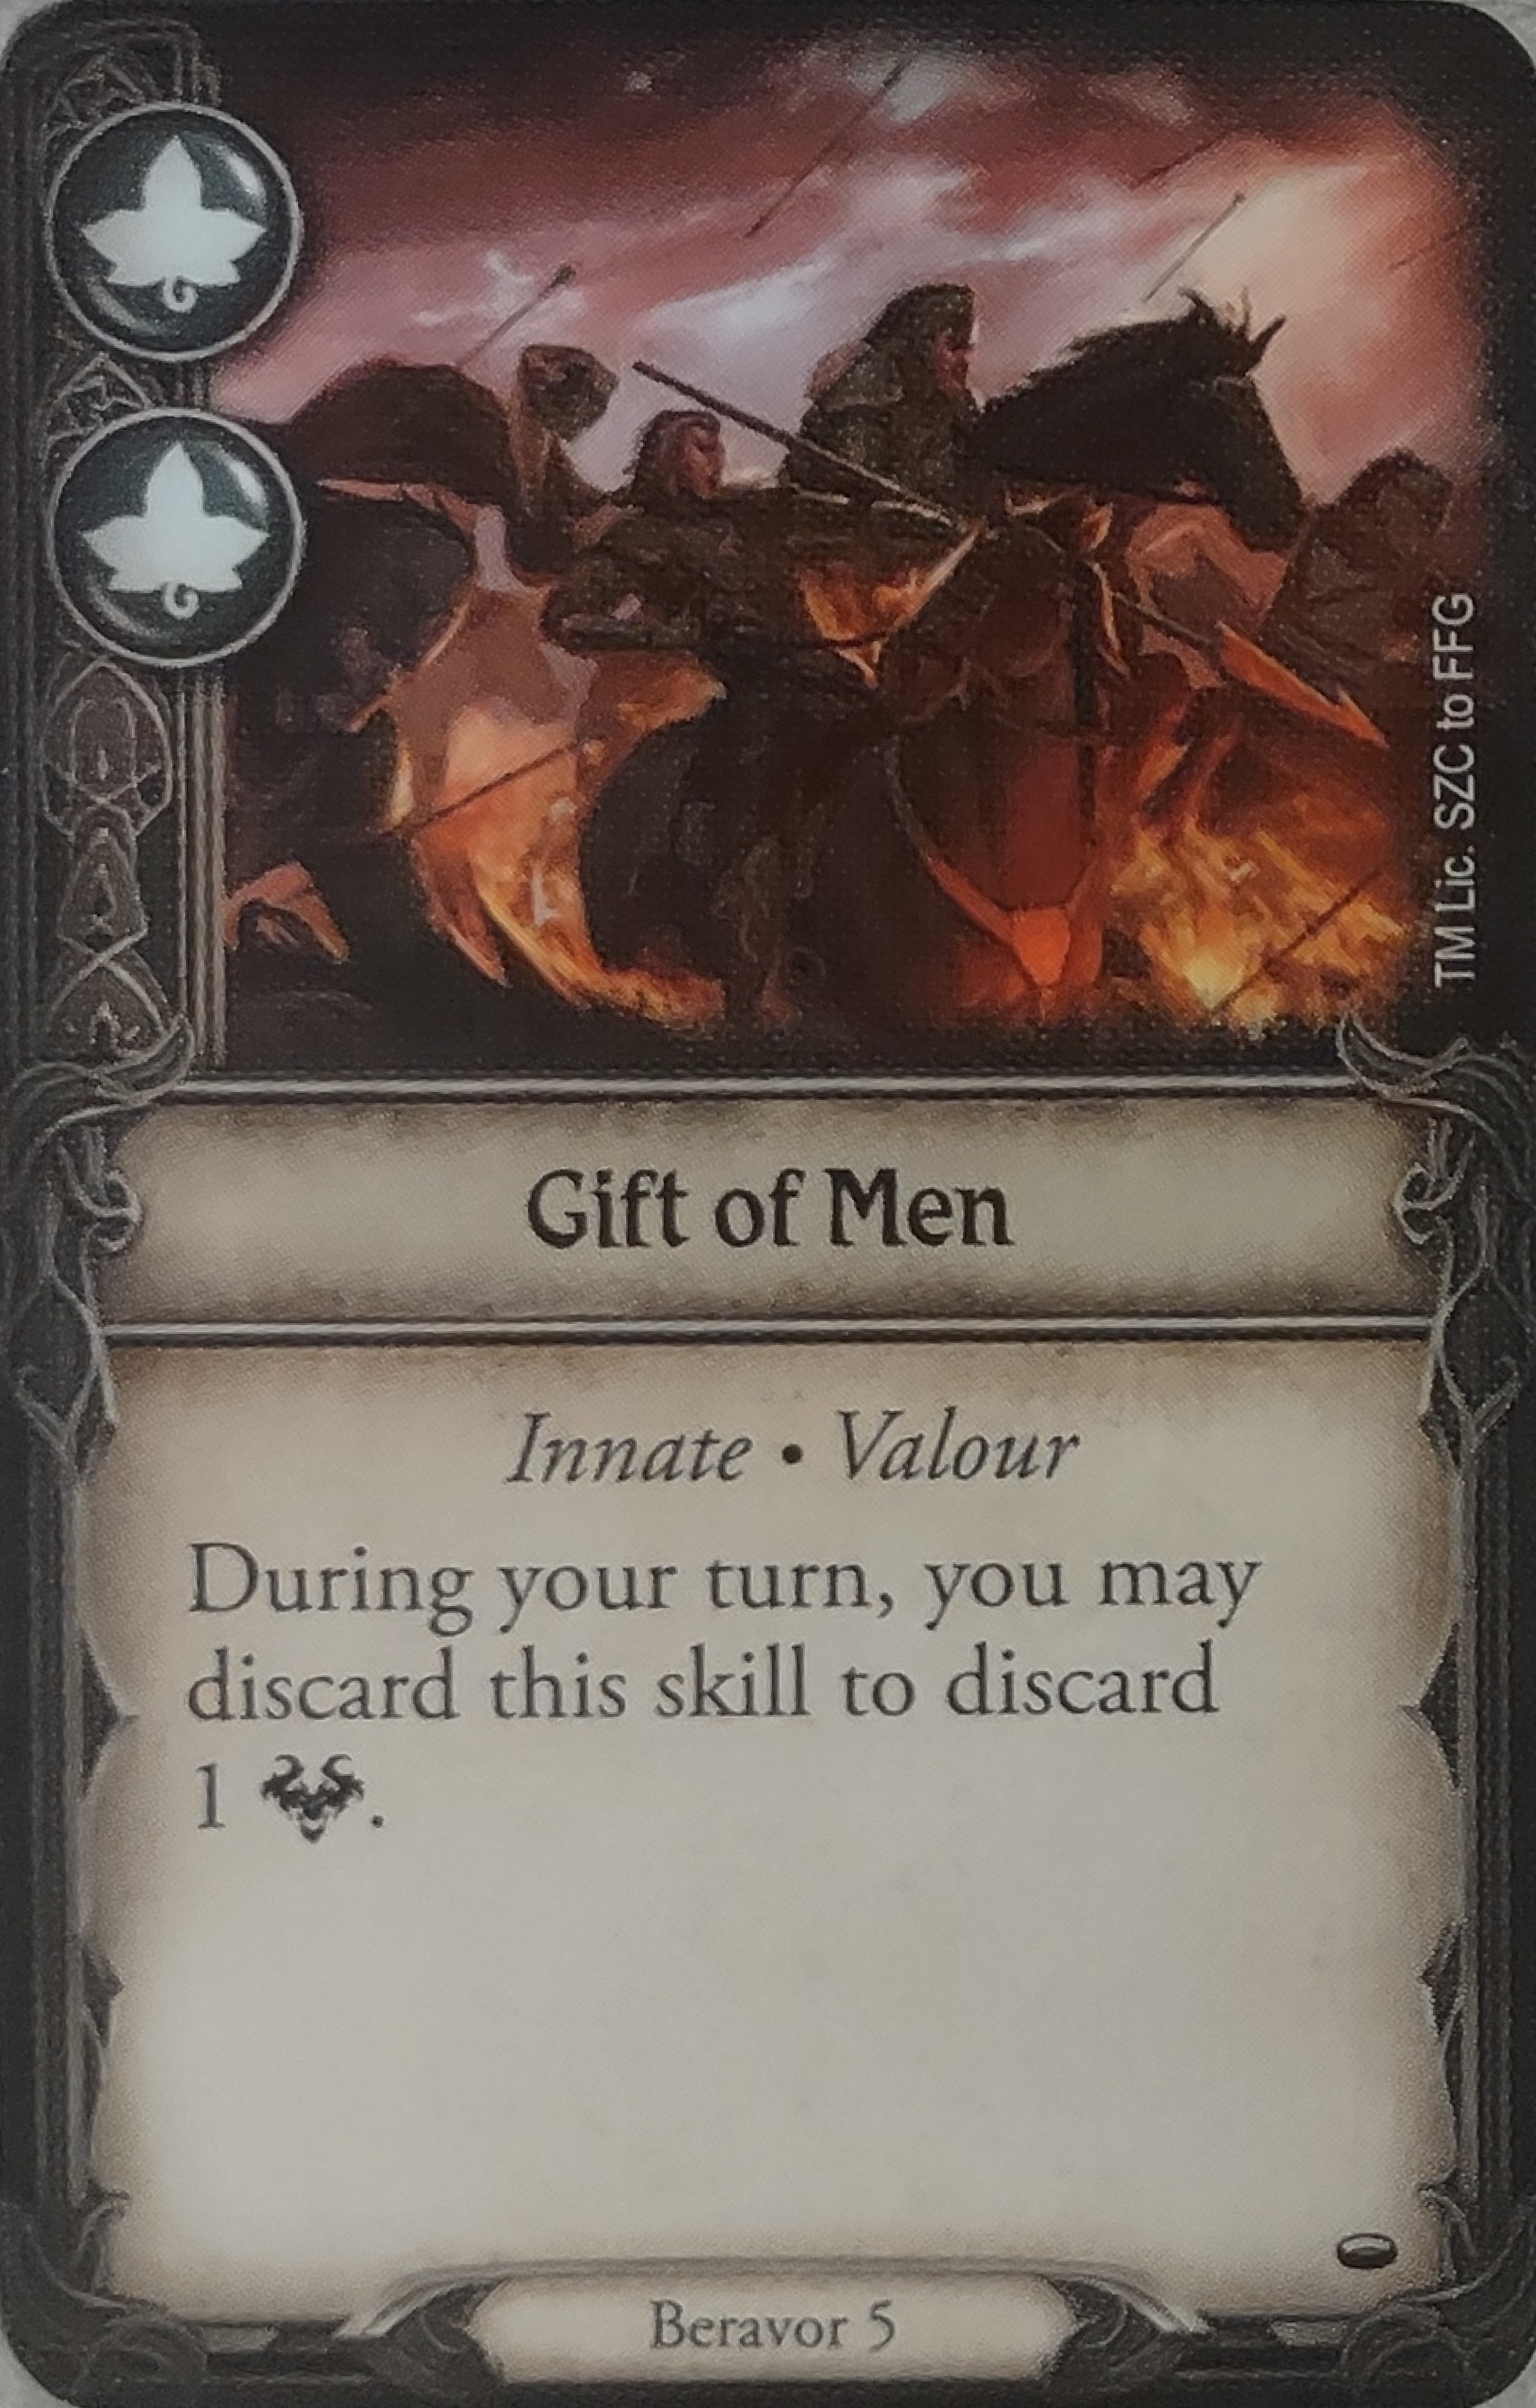 TM Lic. SZC to FFG
Gift of Men
Innate • Valour
During your turn, you may
discard this skill to discard
1 .
Beravor 5